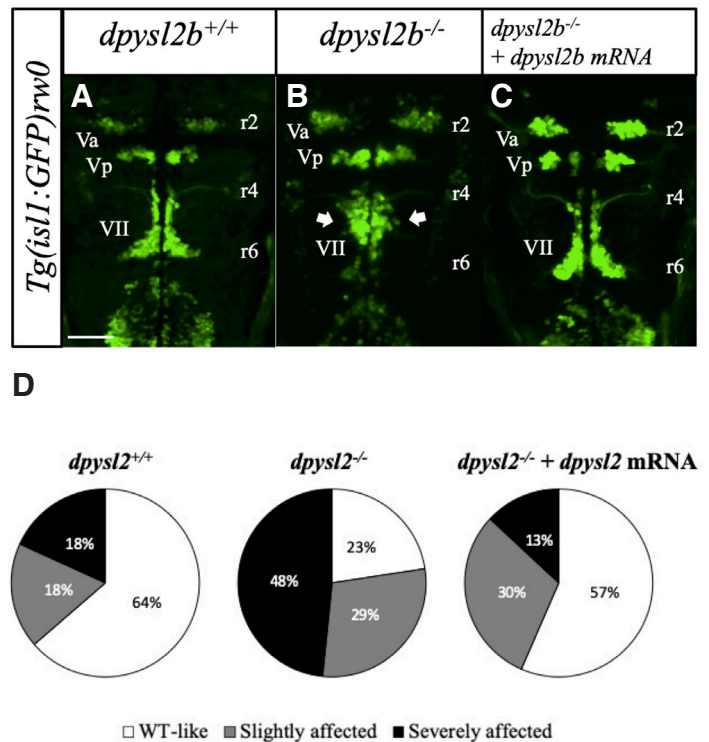 dpysl2b+/+
dpysl2b-/-
dpysl2b-/-
+ dpysl2b mRNA
Tg(isl1:GFP)rw0
A
Va
Vp
VII
r2
r4
r6
B
Va
Vp
VII
r2
r4
r6
C
Va
Vp
VII
r2
r4
r6
D
dpysl2+/+
dpysl2-/-
dpysl2-/- + dpysl2 mRNA
18%
18%
64%
23%
48%
29%
13%
30%
57%
WT-like
Slightly affected
Severely affected